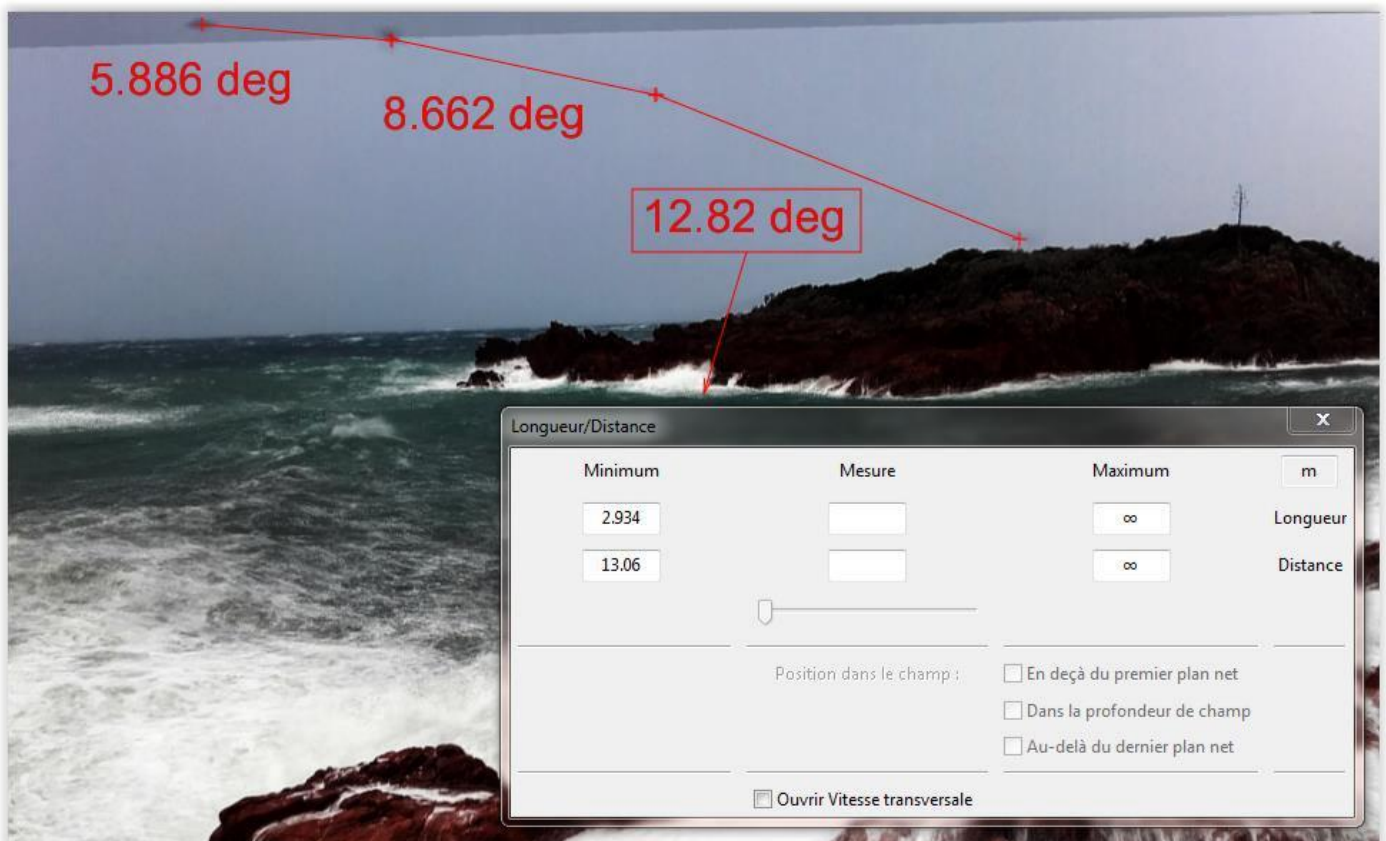 5.886 deg
8.662 deg
12.82 deg
Longueur/Distance
x
Minimum Mesure Maximum m
2.934 ∞ Longueur
13.06 ∞ Distance
Position dans le champ : En deçà du premier plan net
Dans la profondeur de champ
Au-delà du dernier plan net
Ouvrir Vitesse transversale